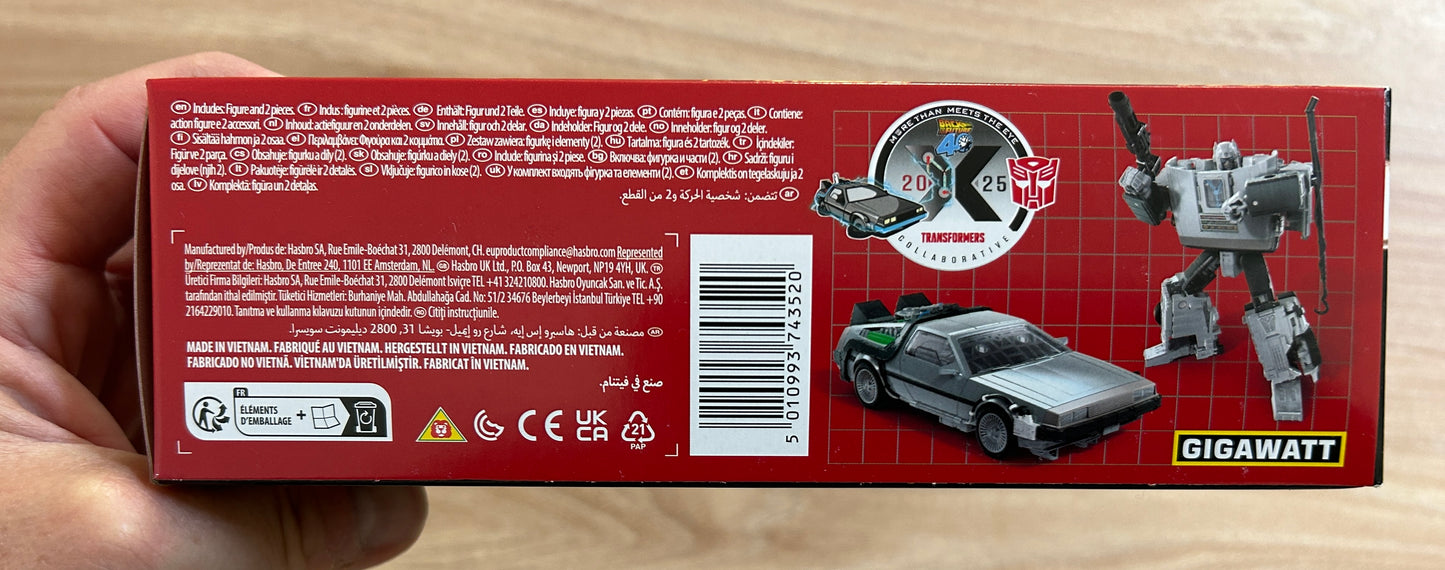 en Includes: Figure and 2 pieces. fr Inclus : figurine et 2 pièces. de Enthält: Figur und 2 Teile. es Incluye: figura y 2 piezas. pt Contém: figura e 2 peças. it Contiene:
action figure e 2 accessori. nl Inhoud: actiefiguur en 2 onderdelen. sv Innehåll: figur och 2 delar. da Indeholder: Figur og 2 dele. no Inneholder: figur og 2 deler.
fi Sisältää hahmon ja 2 osaa. el Περιλαμβάνει: Φιγούρα και 2 κομμάτια. pl Zestaw zawiera: figurkę i elementy (2). hu Tartalma: figura és 2 tartozék. tr İçindekiler:
Figür ve 2 parça. cs Obsahuje: figurku a díly (2). sk Obsahuje: figúrku a diely (2). ro Include: figurina și 2 piese. bg Включва: фигурка и части (2). hr Sadrži: figuru i
dijelove (njih 2). lt Pakuotėje: figūrėlė ir 2 detalės. sl Vključuje: figurico in kose (2). uk У комплект входять фігурка та елементи (2). et Komplektis on tegelaskuju ja 2
osa. lv Komplektā: figūra un 2 detaļas.
ar تتضمن: شخصية الحركة و2 من القطع.
Manufactured by/Produs de: Hasbro SA, Rue Emile-Boéchat 31, 2800 Delémont, CH. euproductcompliance@hasbro.com Represented
by/Reprezentat de: Hasbro, De Entree 240, 1101 EE Amsterdam, NL. GB Hasbro UK Ltd., P.O. Box 43, Newport, NP19 4YH, UK. TR
Üretici Firma Bilgileri: Hasbro SA, Rue Emile-Boéchat 31, 2800 Delémont İsviçre TEL +41 324210800. Hasbro Oyuncak San. ve Tic. A.Ş.
tarafından ithal edilmiştir. Tüketici Hizmetleri: Burhaniye Mah. Abdullahağa Cad. No: 51/2 34676 Beylerbeyi İstanbul Türkiye TEL +90
2164229010. Tanıtma ve kullanma kılavuzu kutunun içindedir. RO Citiți instrucțiunile.
AR مصنعة من قبل: هاسبرو إس إيه، شارع رو إميل- بويشا 31, 2800 ديليمونت سويسرا.
MADE IN VIETNAM. FABRIQUÉ AU VIETNAM. HERGESTELLT IN VIETNAM. FABRICADO EN VIETNAM.
FABRICADO NO VIETNÃ. VİETNAM'DA ÜRETİLMİŞTİR. FABRICAT ÎN VIETNAM.
صنع في فيتنام.
FR
ÉLÉMENTS
D'EMBALLAGE
+
CE
UK
CA
21
PAP
5 010993 743520
MORE THAN MEETS THE EYE
BACK TO THE FUTURE
40
20 X 25
TRANSFORMERS
COLLABORATIVE
GIGAWATT